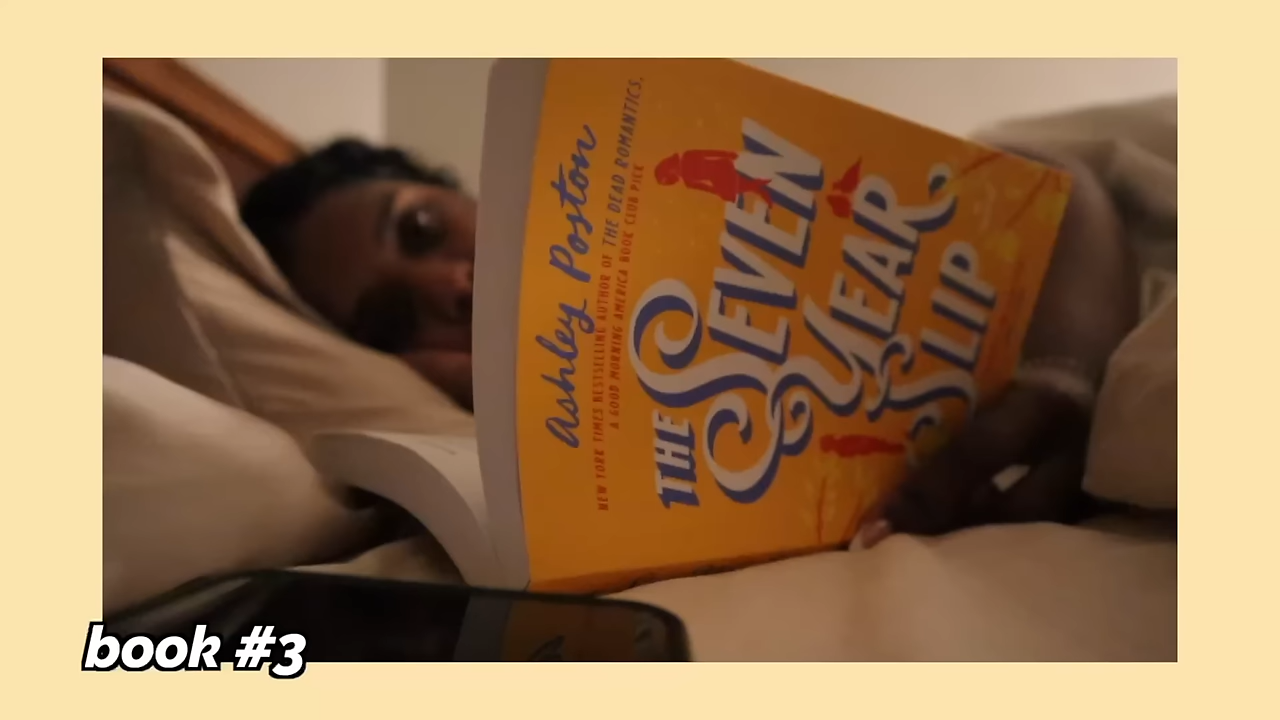 Ashley Poston
NEW YORK TIMES BESTSELLING AUTHOR OF THE DEAD ROMANTICS,
A GOOD MORNING AMERICA BOOK CLUB PICK
THE
SEVEN
YEAR
SLIP
book #3